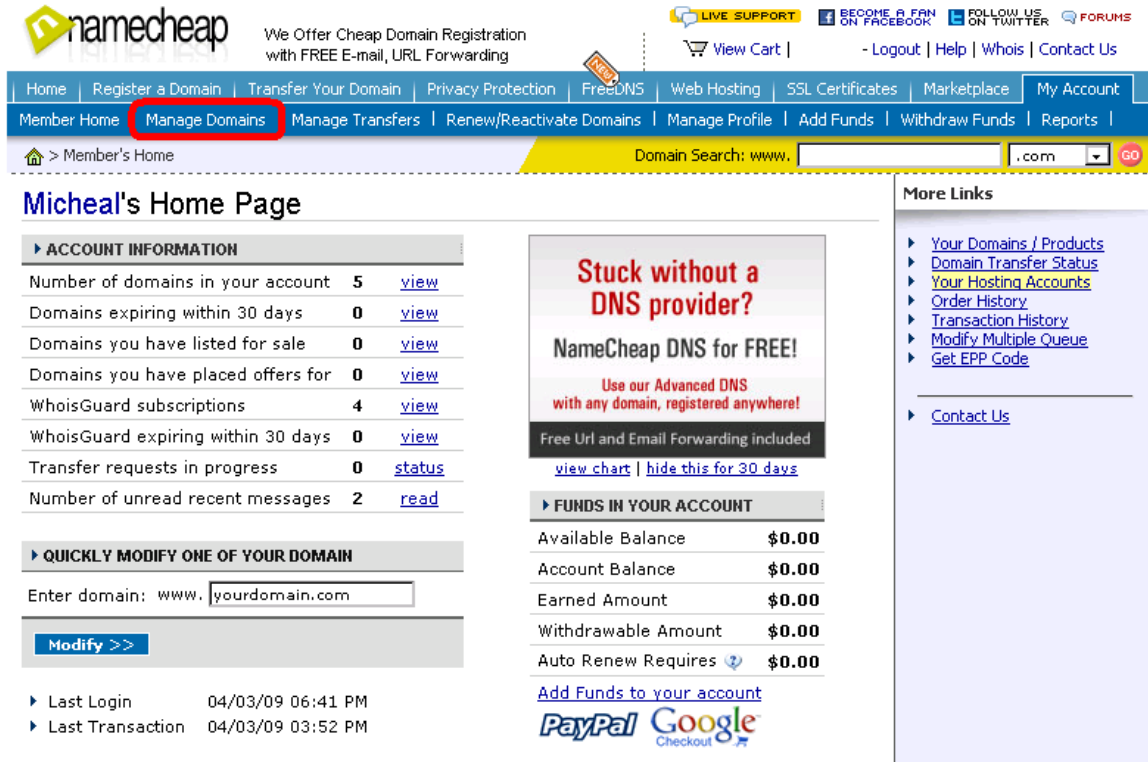 namecheap
We Offer Cheap Domain Registration
with FREE E-mail, URL Forwarding
LIVE SUPPORT
BECOME A FAN
ON FACEBOOK
FOLLOW US
ON TWITTER
FORUMS
View Cart |
- Logout | Help | Whois | Contact Us
NEW
Home | Register a Domain | Transfer Your Domain | Privacy Protection | FreeDNS | Web Hosting | SSL Certificates | Marketplace | My Account
Member Home | Manage Domains | Manage Transfers | Renew/Reactivate Domains | Manage Profile | Add Funds | Withdraw Funds | Reports |
> Member's Home
Domain Search: www. .com GO
Micheal's Home Page
ACCOUNT INFORMATION
Number of domains in your account 5 view
Domains expiring within 30 days 0 view
Domains you have listed for sale 0 view
Domains you have placed offers for 0 view
WhoisGuard subscriptions 4 view
WhoisGuard expiring within 30 days 0 view
Transfer requests in progress 0 status
Number of unread recent messages 2 read
QUICKLY MODIFY ONE OF YOUR DOMAIN
Enter domain: www. yourdomain.com
Modify >>
Last Login 04/03/09 06:41 PM
Last Transaction 04/03/09 03:52 PM
Stuck without a
DNS provider?
NameCheap DNS for FREE!
Use our Advanced DNS
with any domain, registered anywhere!
Free Url and Email Forwarding included
view chart | hide this for 30 days
FUNDS IN YOUR ACCOUNT
Available Balance $0.00
Account Balance $0.00
Earned Amount $0.00
Withdrawable Amount $0.00
Auto Renew Requires ? $0.00
Add Funds to your account
PayPal Google
Checkout
More Links
Your Domains / Products
Domain Transfer Status
Your Hosting Accounts
Order History
Transaction History
Modify Multiple Queue
Get EPP Code
Contact Us